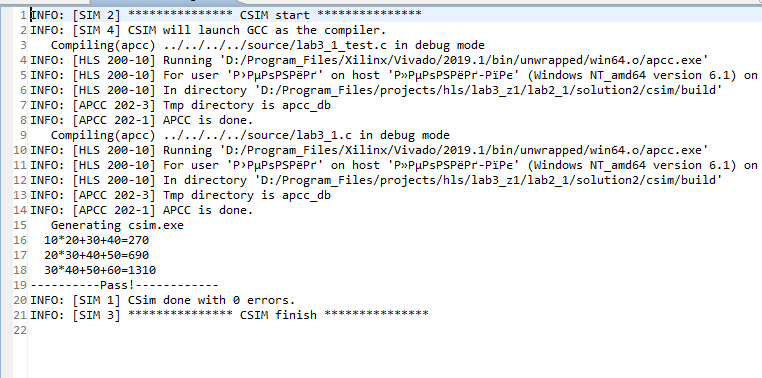 1 INFO: [SIM 2] *************** CSIM start ***************
2 INFO: [SIM 4] CSIM will launch GCC as the compiler.
3 Compiling(apcc) ../../../../source/lab3_1_test.c in debug mode
4 INFO: [HLS 200-10] Running 'D:/Program_Files/Xilinx/Vivado/2019.1/bin/unwrapped/win64.o/apcc.exe'
5 INFO: [HLS 200-10] For user 'Р›РµРѕРЅРёРґ' on host 'Р»РµРѕРЅРёРґ-РїРє' (Windows NT_amd64 version 6.1) on
6 INFO: [HLS 200-10] In directory 'D:/Program_Files/projects/hls/lab3_z1/lab2_1/solution2/csim/build'
7 INFO: [APCC 202-3] Tmp directory is apcc_db
8 INFO: [APCC 202-1] APCC is done.
9 Compiling(apcc) ../../../../source/lab3_1.c in debug mode
10 INFO: [HLS 200-10] Running 'D:/Program_Files/Xilinx/Vivado/2019.1/bin/unwrapped/win64.o/apcc.exe'
11 INFO: [HLS 200-10] For user 'Р›РµРѕРЅРёРґ' on host 'Р»РµРѕРЅРёРґ-РїРє' (Windows NT_amd64 version 6.1) on
12 INFO: [HLS 200-10] In directory 'D:/Program_Files/projects/hls/lab3_z1/lab2_1/solution2/csim/build'
13 INFO: [APCC 202-3] Tmp directory is apcc_db
14 INFO: [APCC 202-1] APCC is done.
15 Generating csim.exe
16 10*20+30+40=270
17 20*30+40+50=690
18 30*40+50+60=1310
19 ----------Pass!------------
20 INFO: [SIM 1] CSim done with 0 errors.
21 INFO: [SIM 3] *************** CSIM finish ***************
22